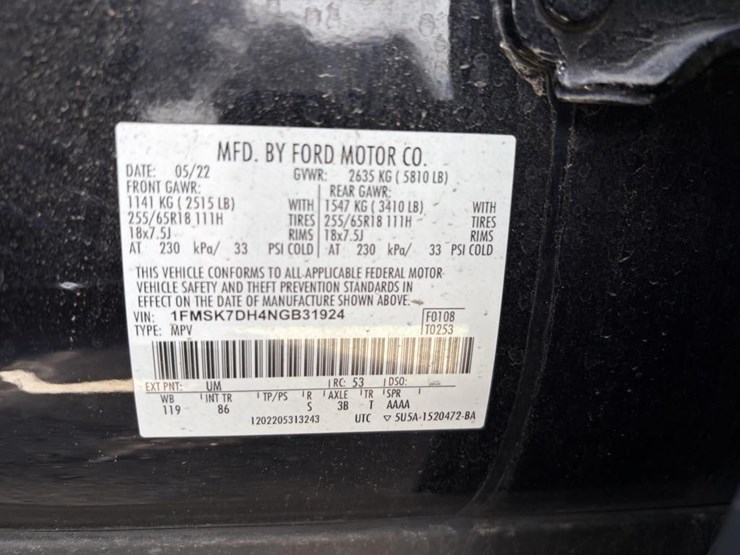 MFD. BY FORD MOTOR CO.
DATE: 05/22 GVWR: 2635 KG ( 5810 LB)
FRONT GAWR: REAR GAWR:
1141 KG ( 2515 LB) WITH 1547 KG ( 3410 LB) WITH
255/65R18 111H TIRES 255/65R18 111H TIRES
18x7.5J RIMS 18x7.5J RIMS
AT 230 kPa/ 33 PSI COLD AT 230 kPa/ 33 PSI COLD
THIS VEHICLE CONFORMS TO ALL APPLICABLE FEDERAL MOTOR
VEHICLE SAFETY AND THEFT PREVENTION STANDARDS IN
EFFECT ON THE DATE OF MANUFACTURE SHOWN ABOVE.
VIN: 1FMSK7DH4NGB31924 F0108
TYPE: MPV T0253
EXT PNT: UM RC: 53 DSO:
WB INT TR TP/PS R AXLE TR SPR
119 86 S 3B T AAAA
1202205313243 UTC ▽ 5U5A-1520472-BA